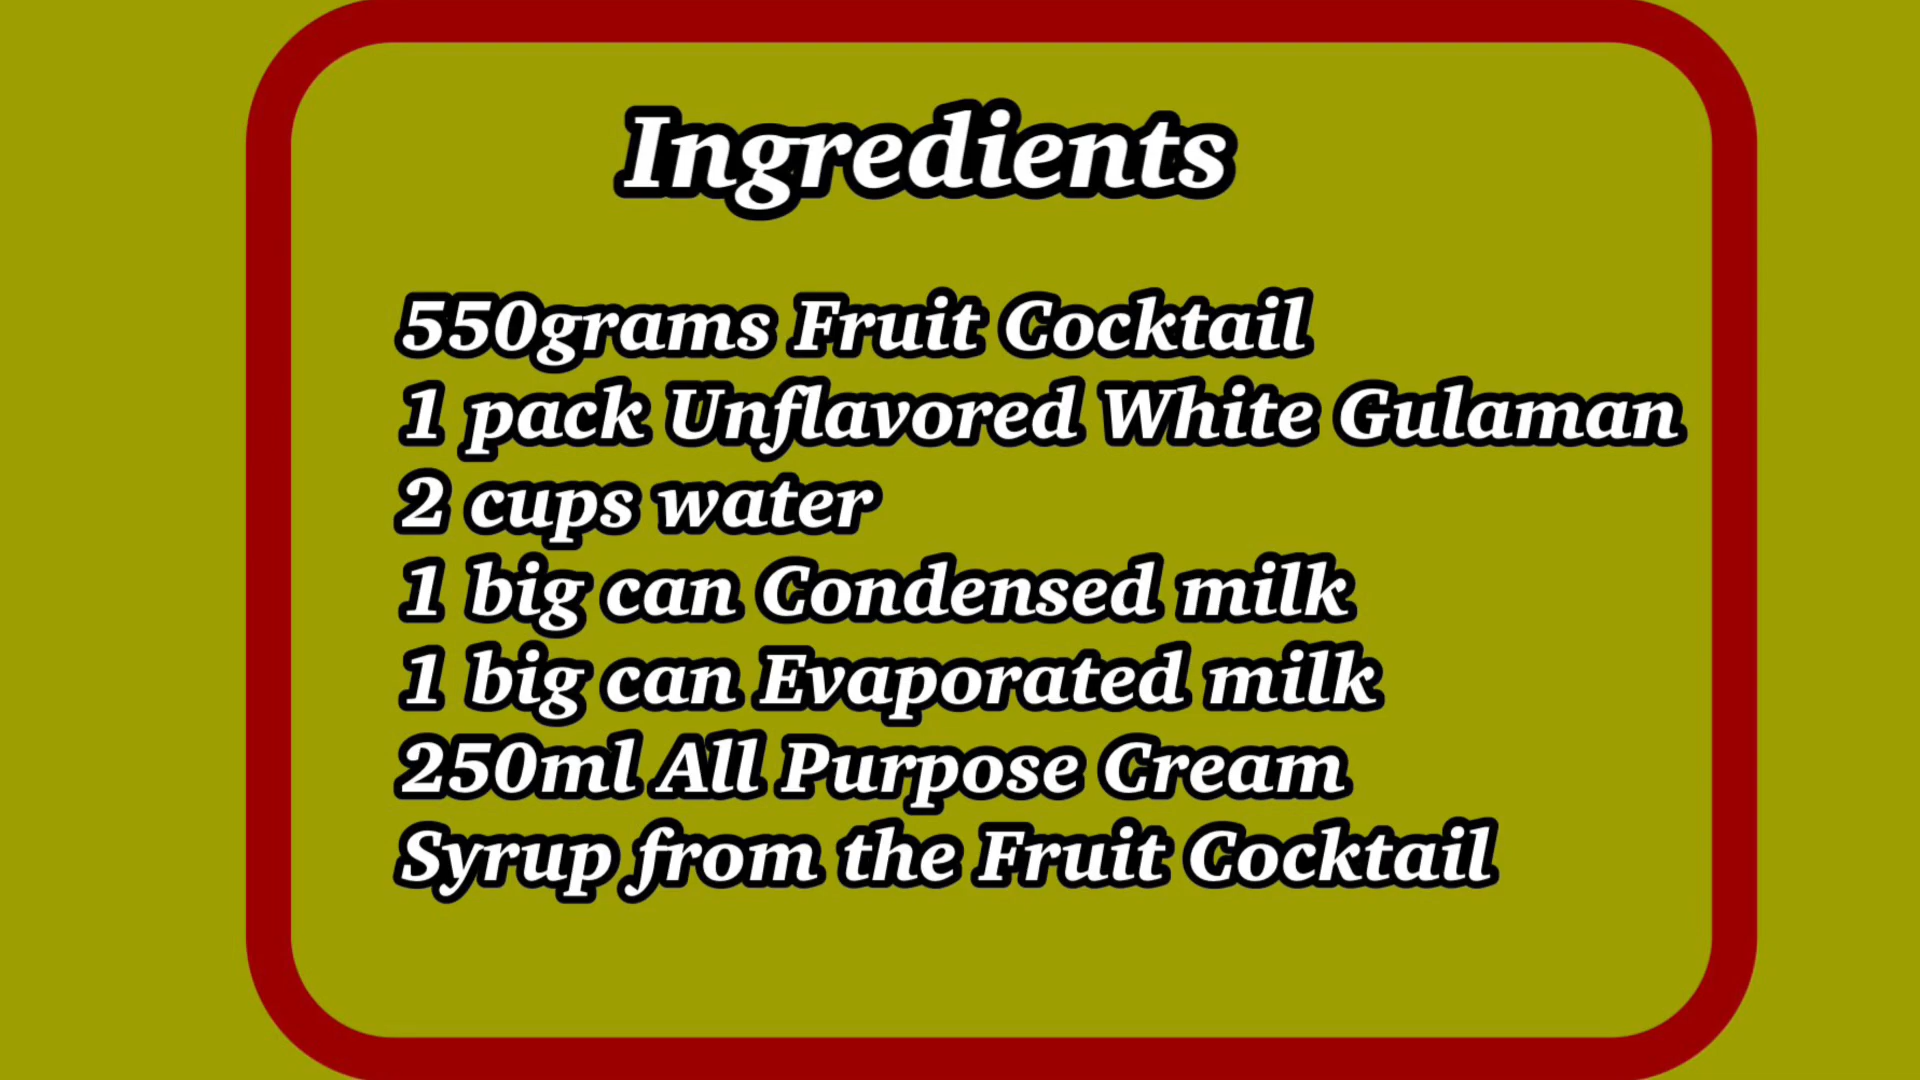 Ingredients
550grams Fruit Cocktail
1 pack Unflavored White Gulaman
2 cups water
1 big can Condensed milk
1 big can Evaporated milk
250ml All Purpose Cream
Syrup from the Fruit Cocktail